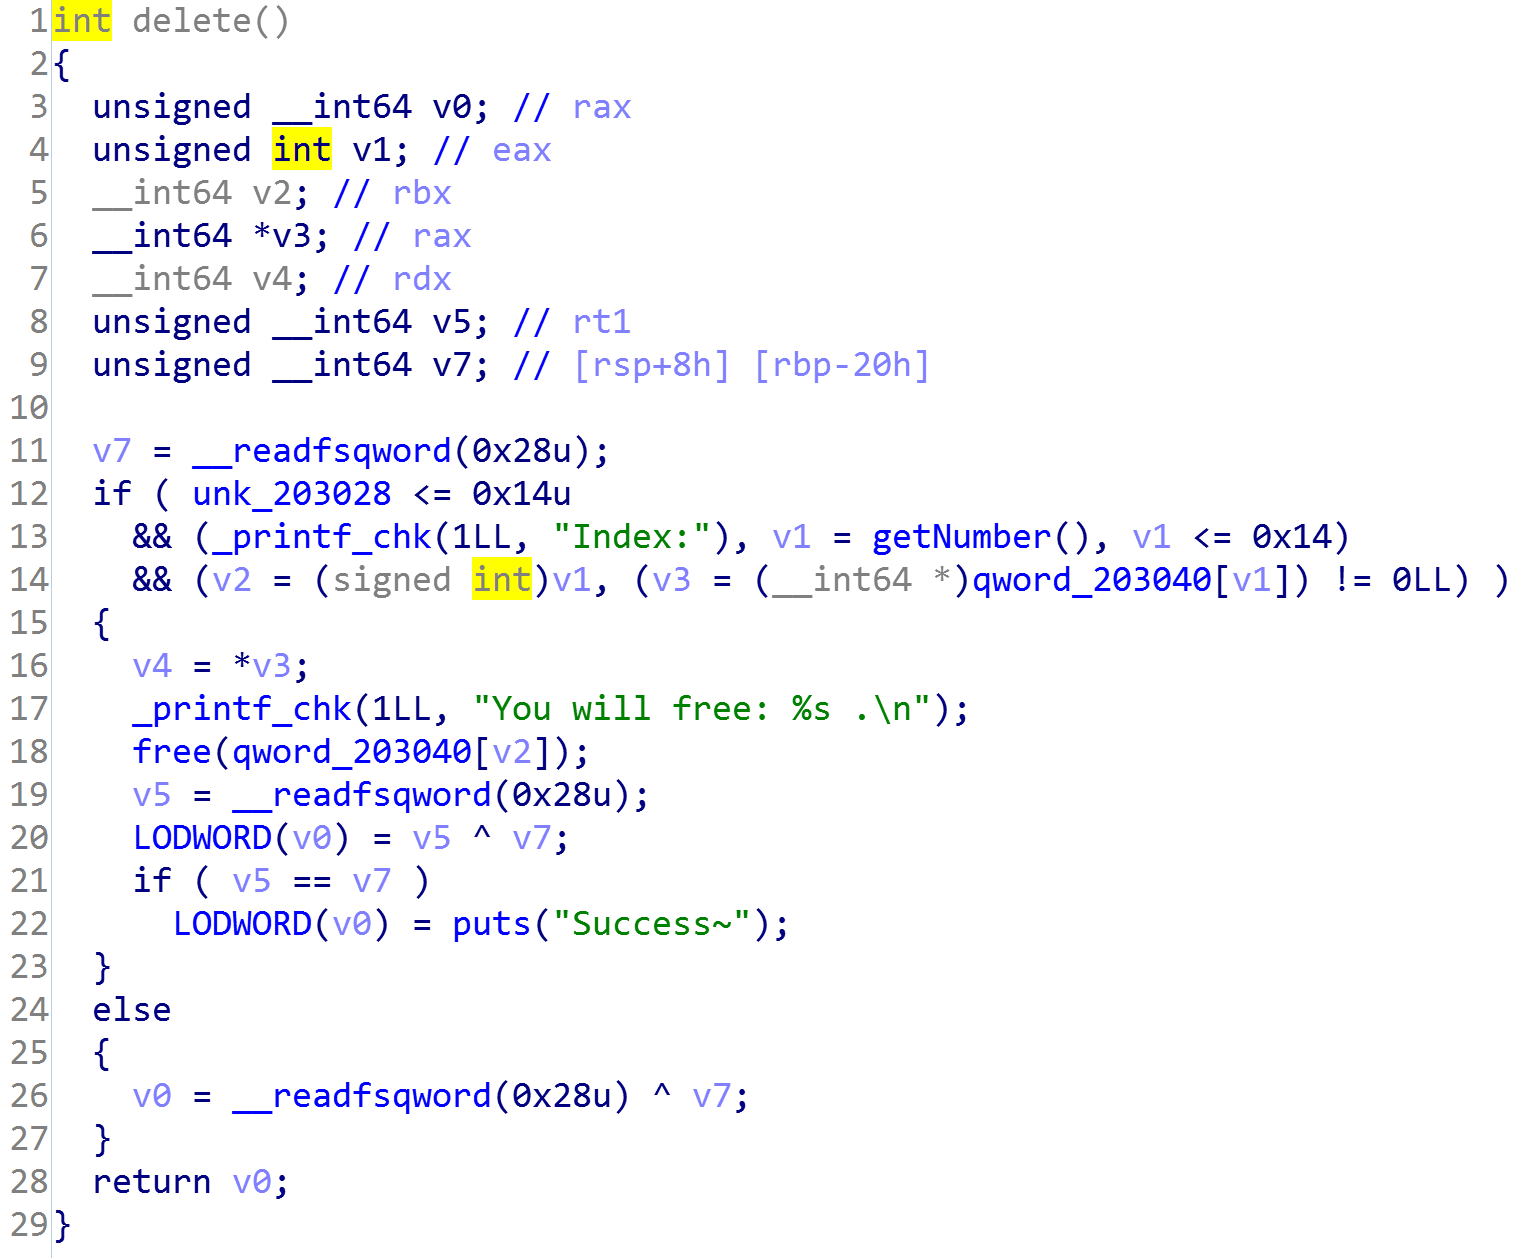 1 int delete()
2 {
3   unsigned __int64 v0; // rax
4   unsigned int v1; // eax
5   __int64 v2; // rbx
6   __int64 *v3; // rax
7   __int64 v4; // rdx
8   unsigned __int64 v5; // rt1
9   unsigned __int64 v7; // [rsp+8h] [rbp-20h]
10
11   v7 = __readfsqword(0x28u);
12   if ( unk_203028 <= 0x14u
13     && (_printf_chk(1LL, "Index:"), v1 = getNumber(), v1 <= 0x14)
14     && (v2 = (signed int)v1, (v3 = (__int64 *)qword_203040[v1]) != 0LL) )
15   {
16     v4 = *v3;
17     _printf_chk(1LL, "You will free: %s .\n");
18     free(qword_203040[v2]);
19     v5 = __readfsqword(0x28u);
20     LODWORD(v0) = v5 ^ v7;
21     if ( v5 == v7 )
22       LODWORD(v0) = puts("Success~");
23   }
24   else
25   {
26     v0 = __readfsqword(0x28u) ^ v7;
27   }
28   return v0;
29 }